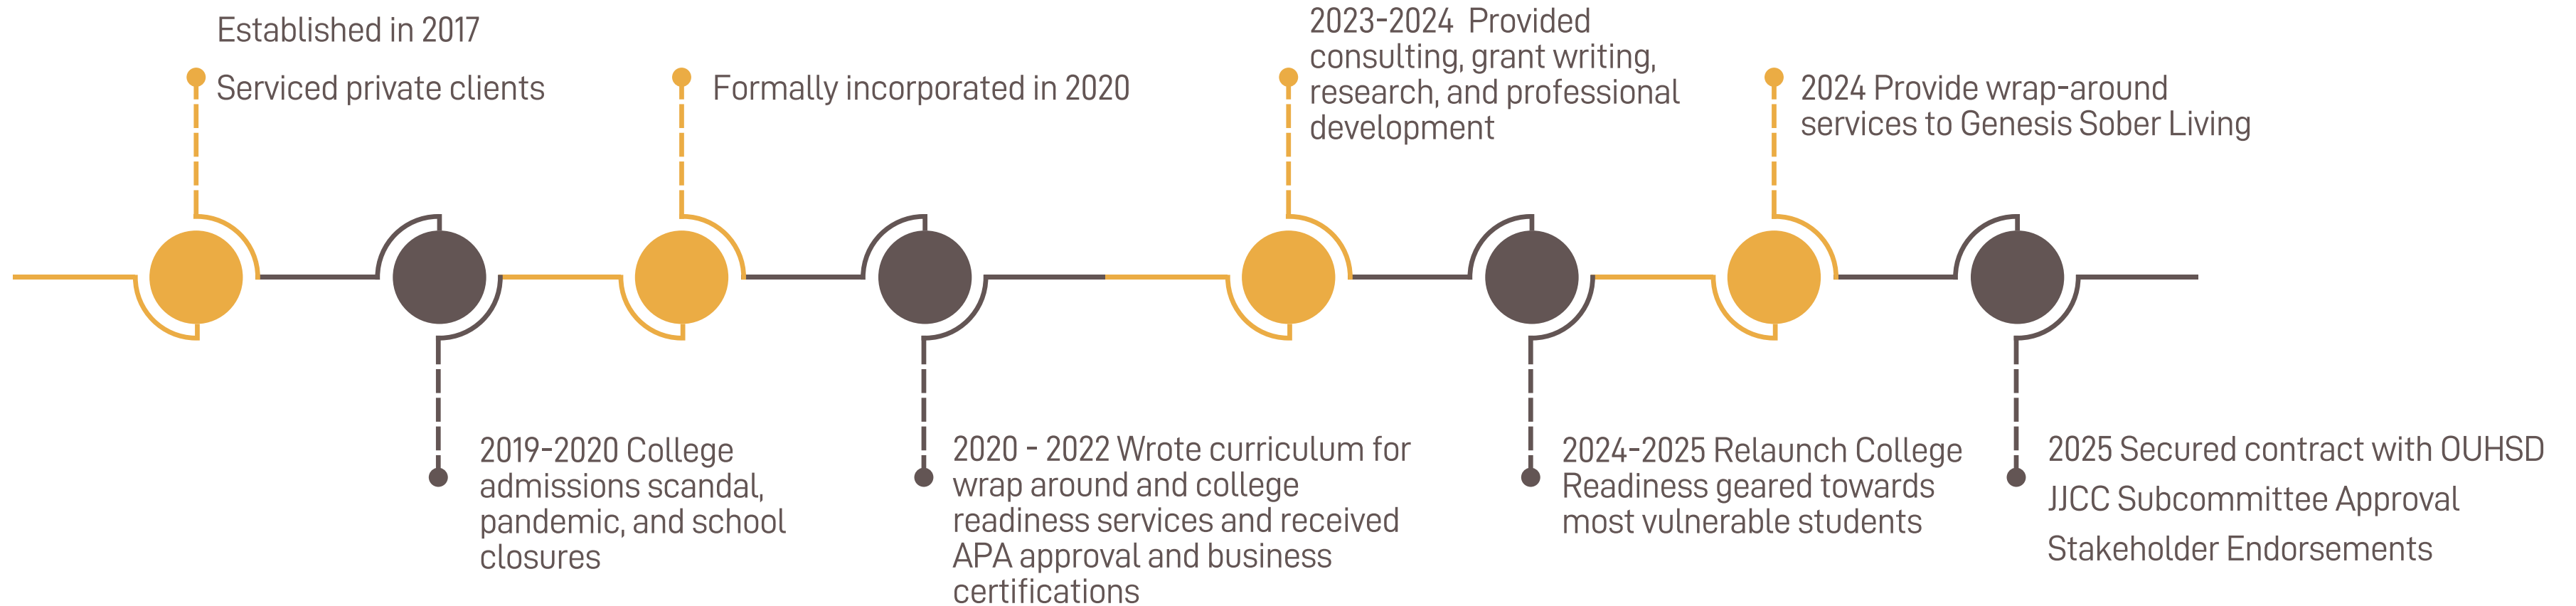 Established in 2017
Serviced private clients
2019-2020 College
admissions scandal,
pandemic, and school
closures
Formally incorporated in 2020
2020 - 2022 Wrote curriculum for
wrap around and college
readiness services and received
APA approval and business
certifications
2023-2024 Provided
consulting, grant writing,
research, and professional
development
2024-2025 Relaunch College
Readiness geared towards
most vulnerable students
2024 Provide wrap-around
services to Genesis Sober Living
2025 Secured contract with OUHSD
JJCC Subcommittee Approval
Stakeholder Endorsements